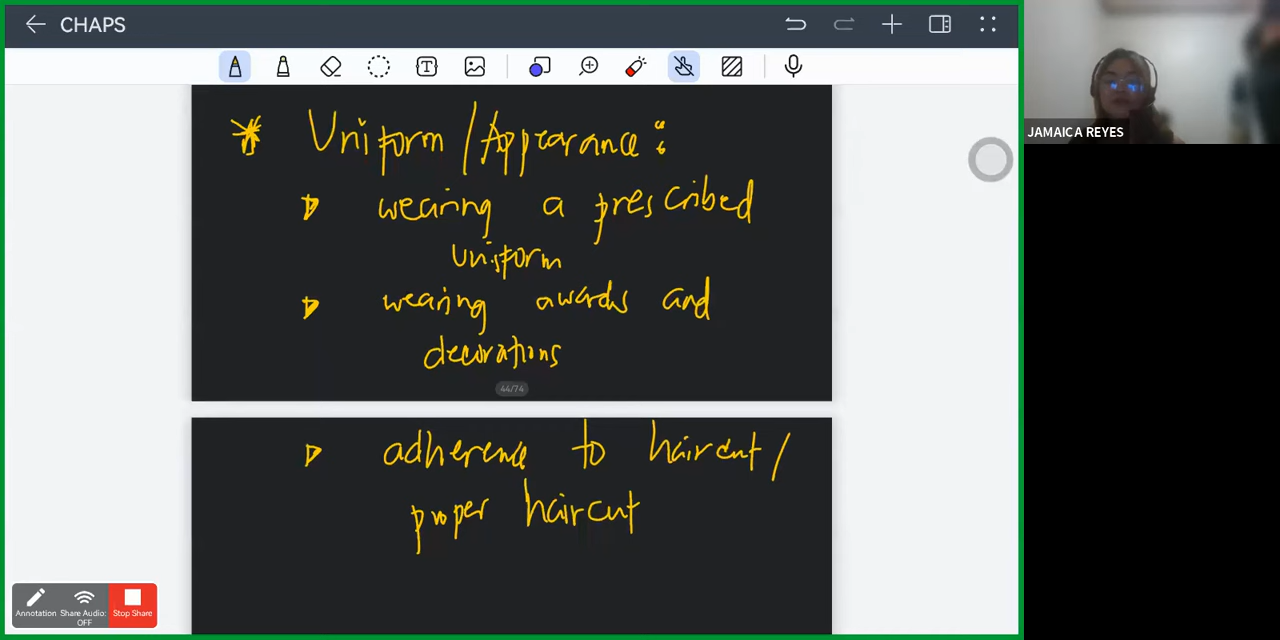 CHAPS
* Uniform/Appearance:
wearing a prescribed
uniform
wearing awards and
decorations
44/74
adherence to haircut/
proper haircut
Annotation
Share Audio:
OFF
Stop Share
JAMAICA REYES